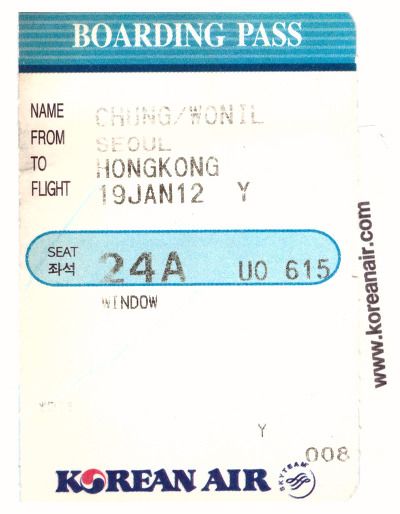 BOARDING PASS
NAME CHUNG/WONIL
FROM SEOUL
TO HONGKONG
FLIGHT 19JAN12 Y
SEAT
좌석 24A UO 615
WINDOW
www.koreanair.com
Y
008
KOREAN AIR SKYTEAM